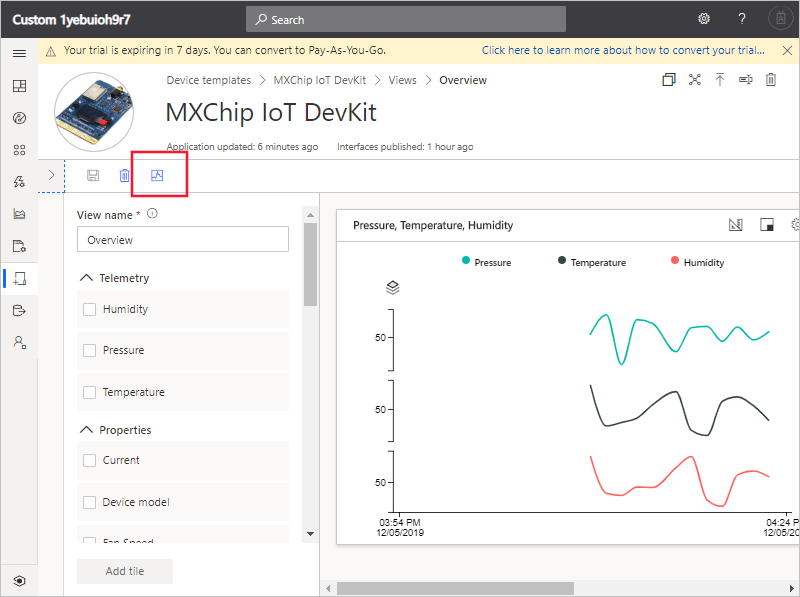 Custom 1yebuioh9r7
Search
?
Your trial is expiring in 7 days. You can convert to Pay-As-You-Go.
Click here to learn more about how to convert your trial...
Device templates > MXChip IoT DevKit > Views > Overview
MXChip IoT DevKit
Application updated: 6 minutes ago
Interfaces published: 1 hour ago
View name *
Overview
Telemetry
Humidity
Pressure
Temperature
Properties
Current
Device model
Fan Speed
Add tile
Pressure, Temperature, Humidity
Pressure
Temperature
Humidity
50
50
50
03:54 PM
12/05/2019
04:24 P
12/05/20